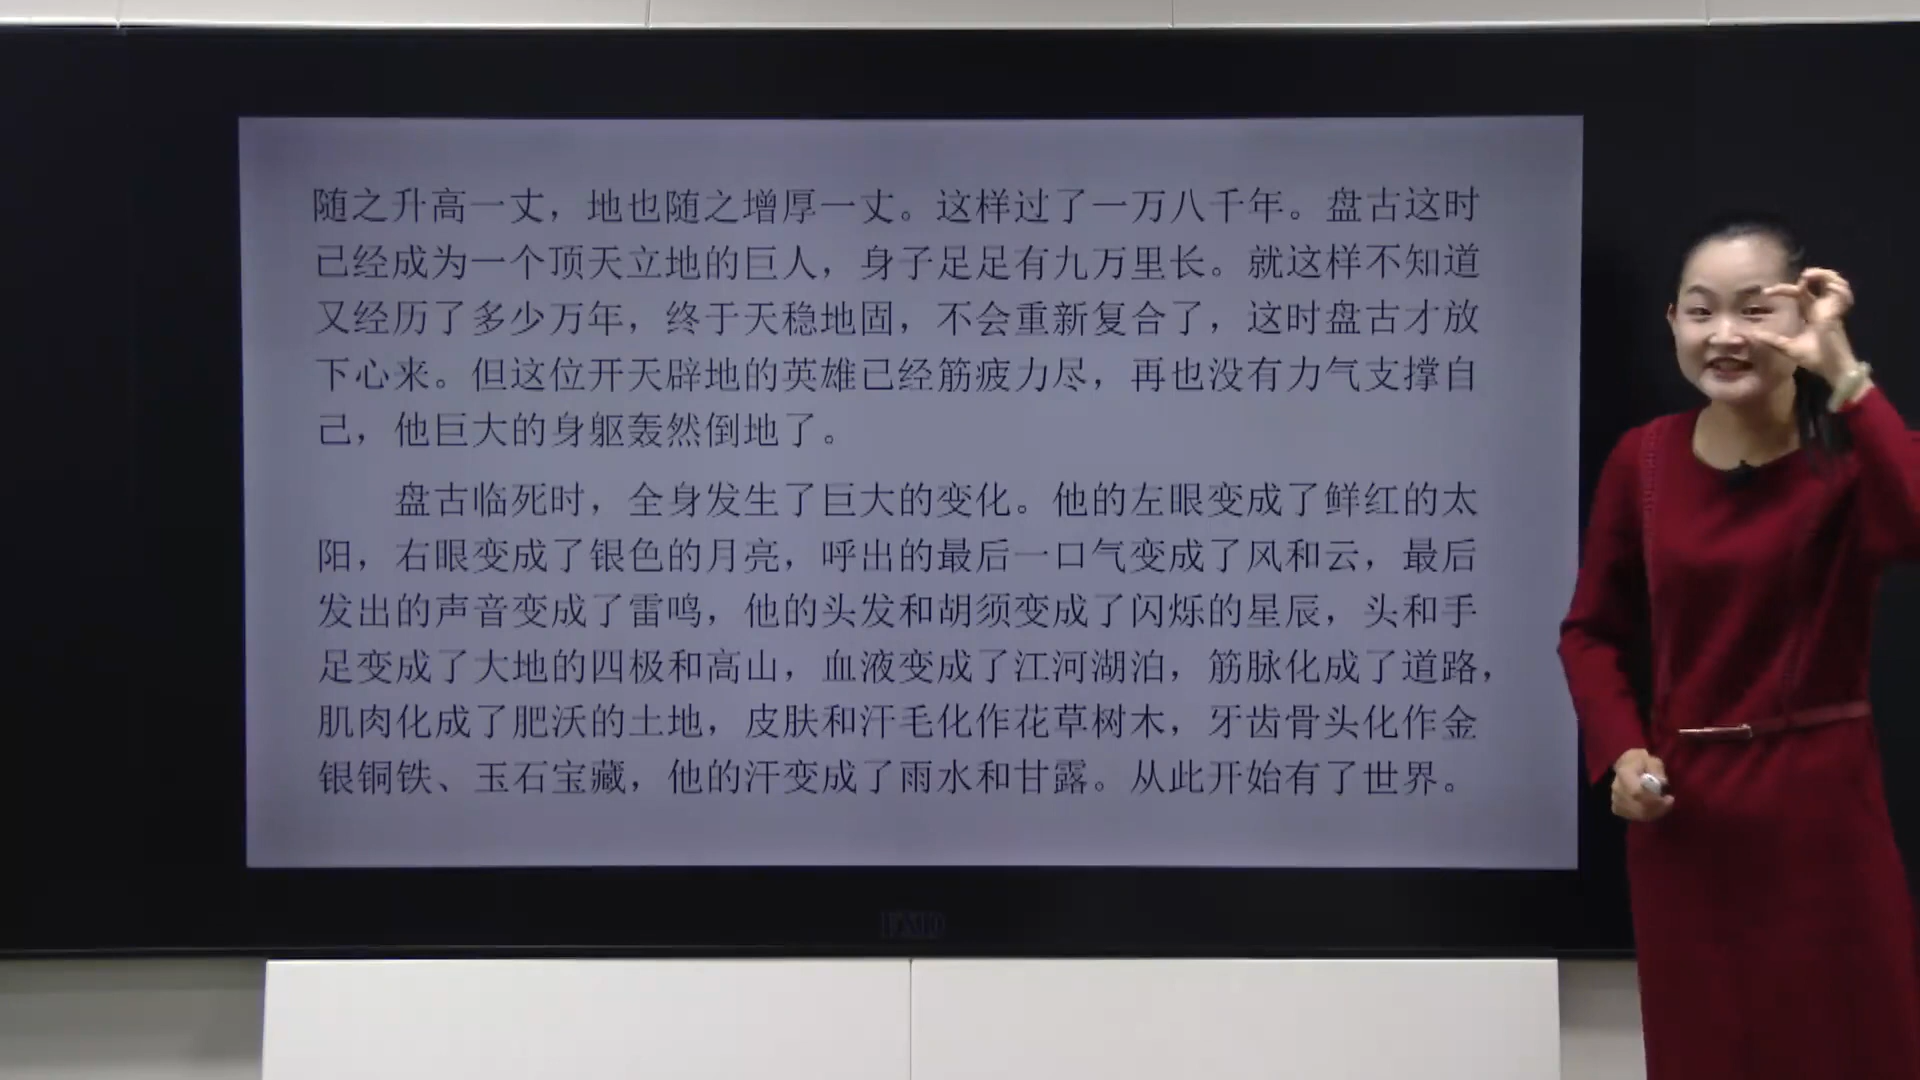 随之升高一丈，地也随之增厚一丈。这样过了一万八千年。盘古这时
已经成为一个顶天立地的巨人，身子足足有九万里长。就这样不知道
又经历了多少万年，终于天稳地固，不会重新复合了，这时盘古才放
下心来。但这位开天辟地的英雄已经筋疲力尽，再也没有力气支撑自
己，他巨大的身躯轰然倒地了。
盘古临死时，全身发生了巨大的变化。他的左眼变成了鲜红的太
阳，右眼变成了银色的月亮，呼出的最后一口气变成了风和云，最后
发出的声音变成了雷鸣，他的头发和胡须变成了闪烁的星辰，头和手
足变成了大地的四极和高山，血液变成了江河湖泊，筋脉化成了道路，
肌肉化成了肥沃的土地，皮肤和汗毛化作花草树木，牙齿骨头化作金
银铜铁、玉石宝藏，他的汗变成了雨水和甘露。从此开始有了世界。